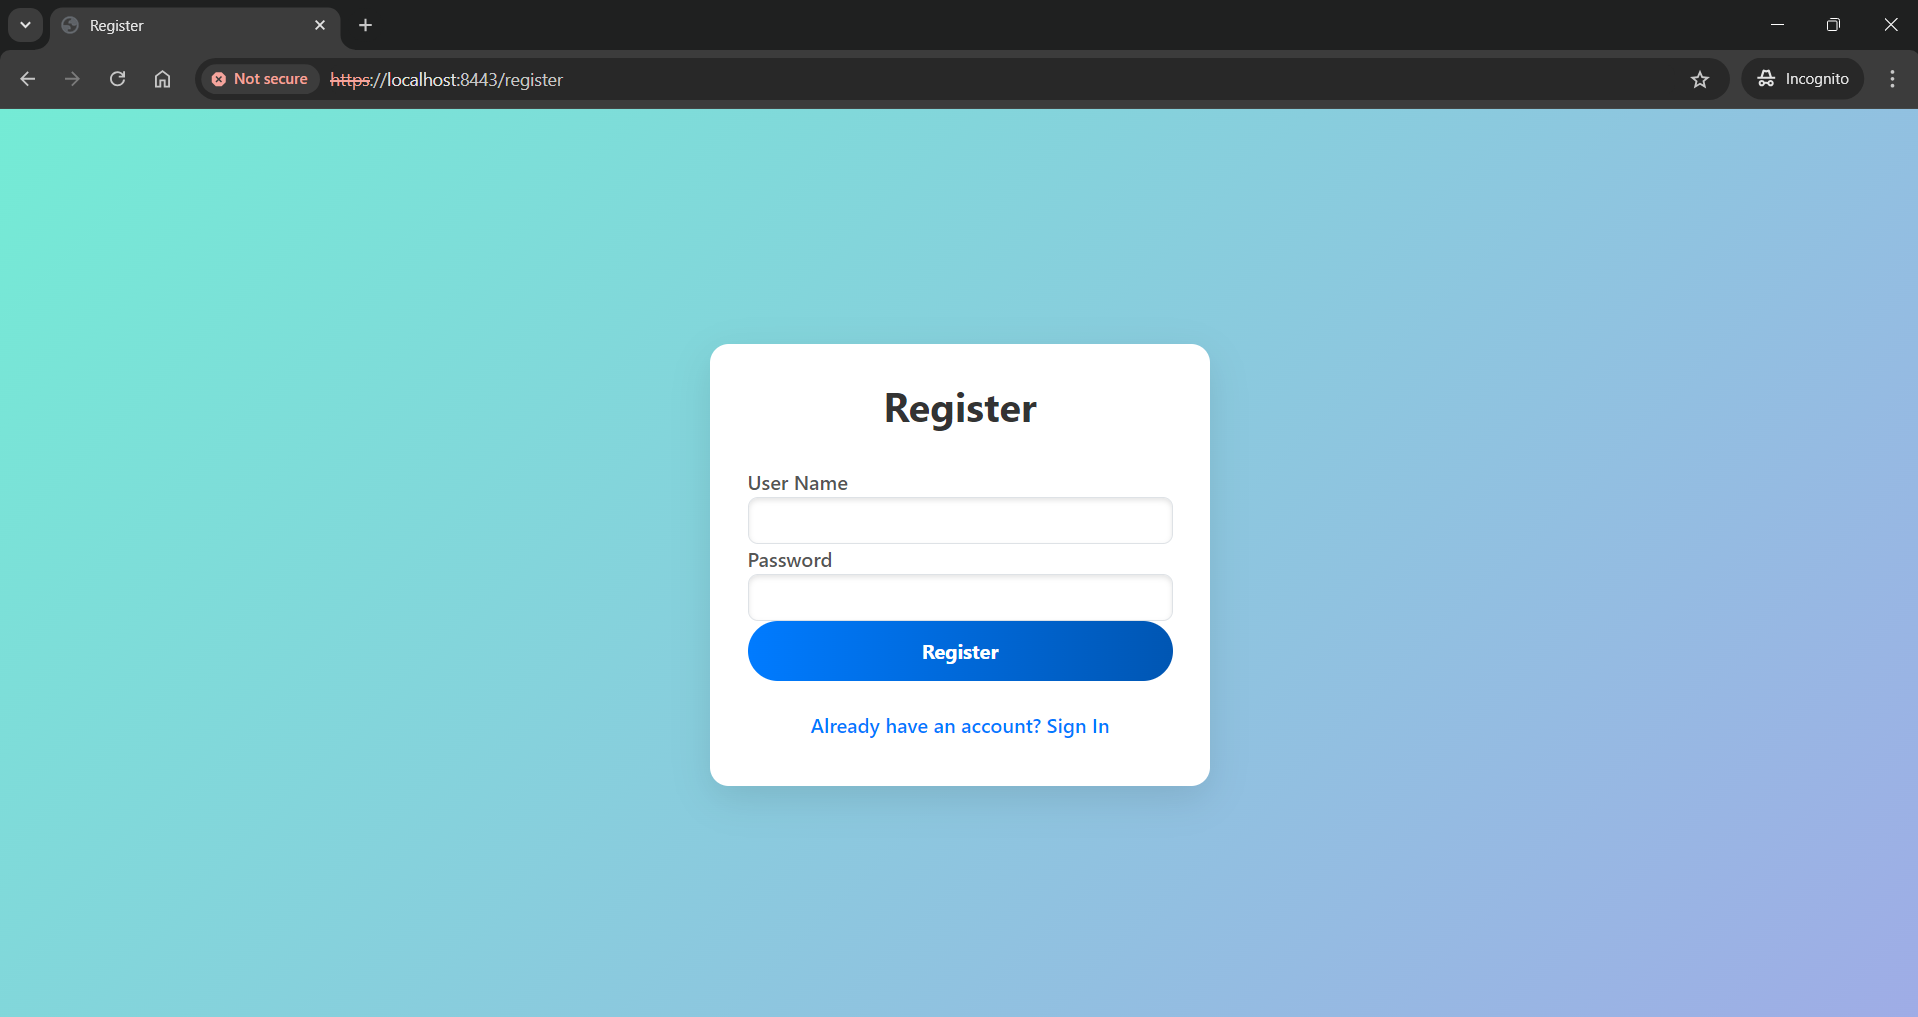 Register
Not secure https://localhost:8443/register Incognito
Register
User Name
Password
Register
Already have an account? Sign In